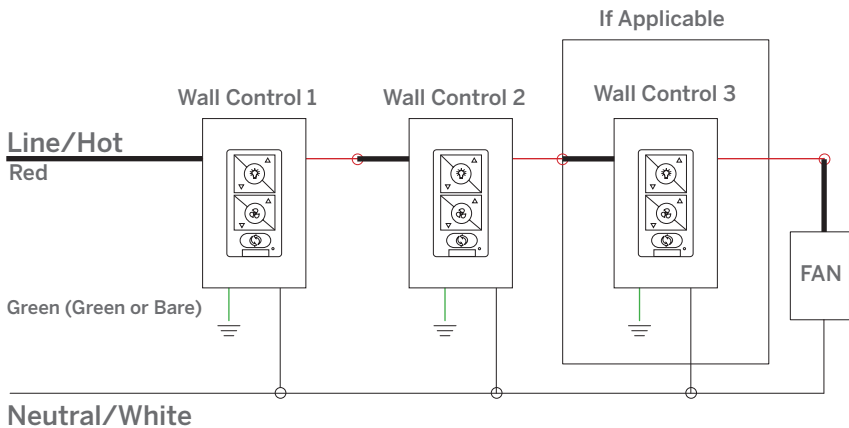 If Applicable
Wall Control 1
Wall Control 2
Wall Control 3
Line/Hot
Red
FAN
Green (Green or Bare)
Neutral/White